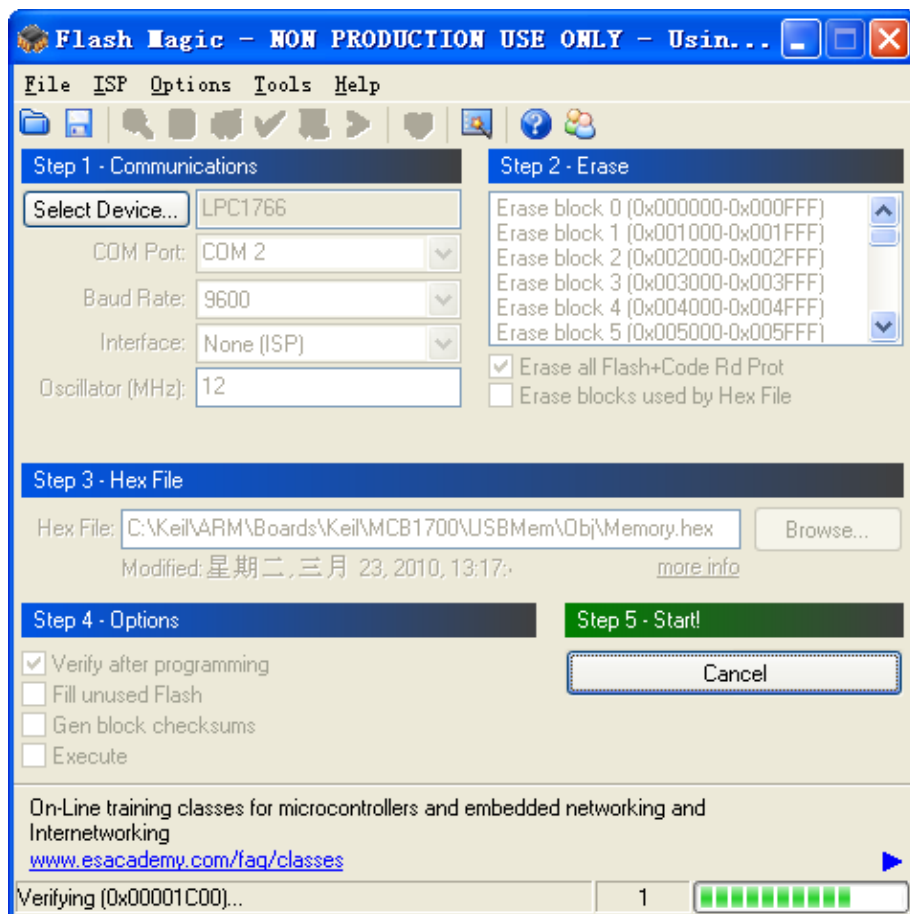 Flash Magic - NON PRODUCTION USE ONLY - Usin...
File ISP Options Tools Help
Step 1 - Communications
Select Device... LPC1766
COM Port: COM 2
Baud Rate: 9600
Interface: None (ISP)
Oscillator (MHz): 12
Step 2 - Erase
Erase block 0 (0x000000-0x000FFF)
Erase block 1 (0x001000-0x001FFF)
Erase block 2 (0x002000-0x002FFF)
Erase block 3 (0x003000-0x003FFF)
Erase block 4 (0x004000-0x004FFF)
Erase block 5 (0x005000-0x005FFF)
Erase all Flash+Code Rd Prot
Erase blocks used by Hex File
Step 3 - Hex File
Hex File: C:\Keil\ARM\Boards\Keil\MCB1700\USBMem\Obj\Memory.hex Browse...
Modified: 星期二, 三月 23, 2010, 13:17: more info
Step 4 - Options
Verify after programming
Fill unused Flash
Gen block checksums
Execute
Step 5 - Start!
Cancel
On-Line training classes for microcontrollers and embedded networking and
Internetworking
www.esacademy.com/faq/classes
Verifying (0x00001C00)... 1